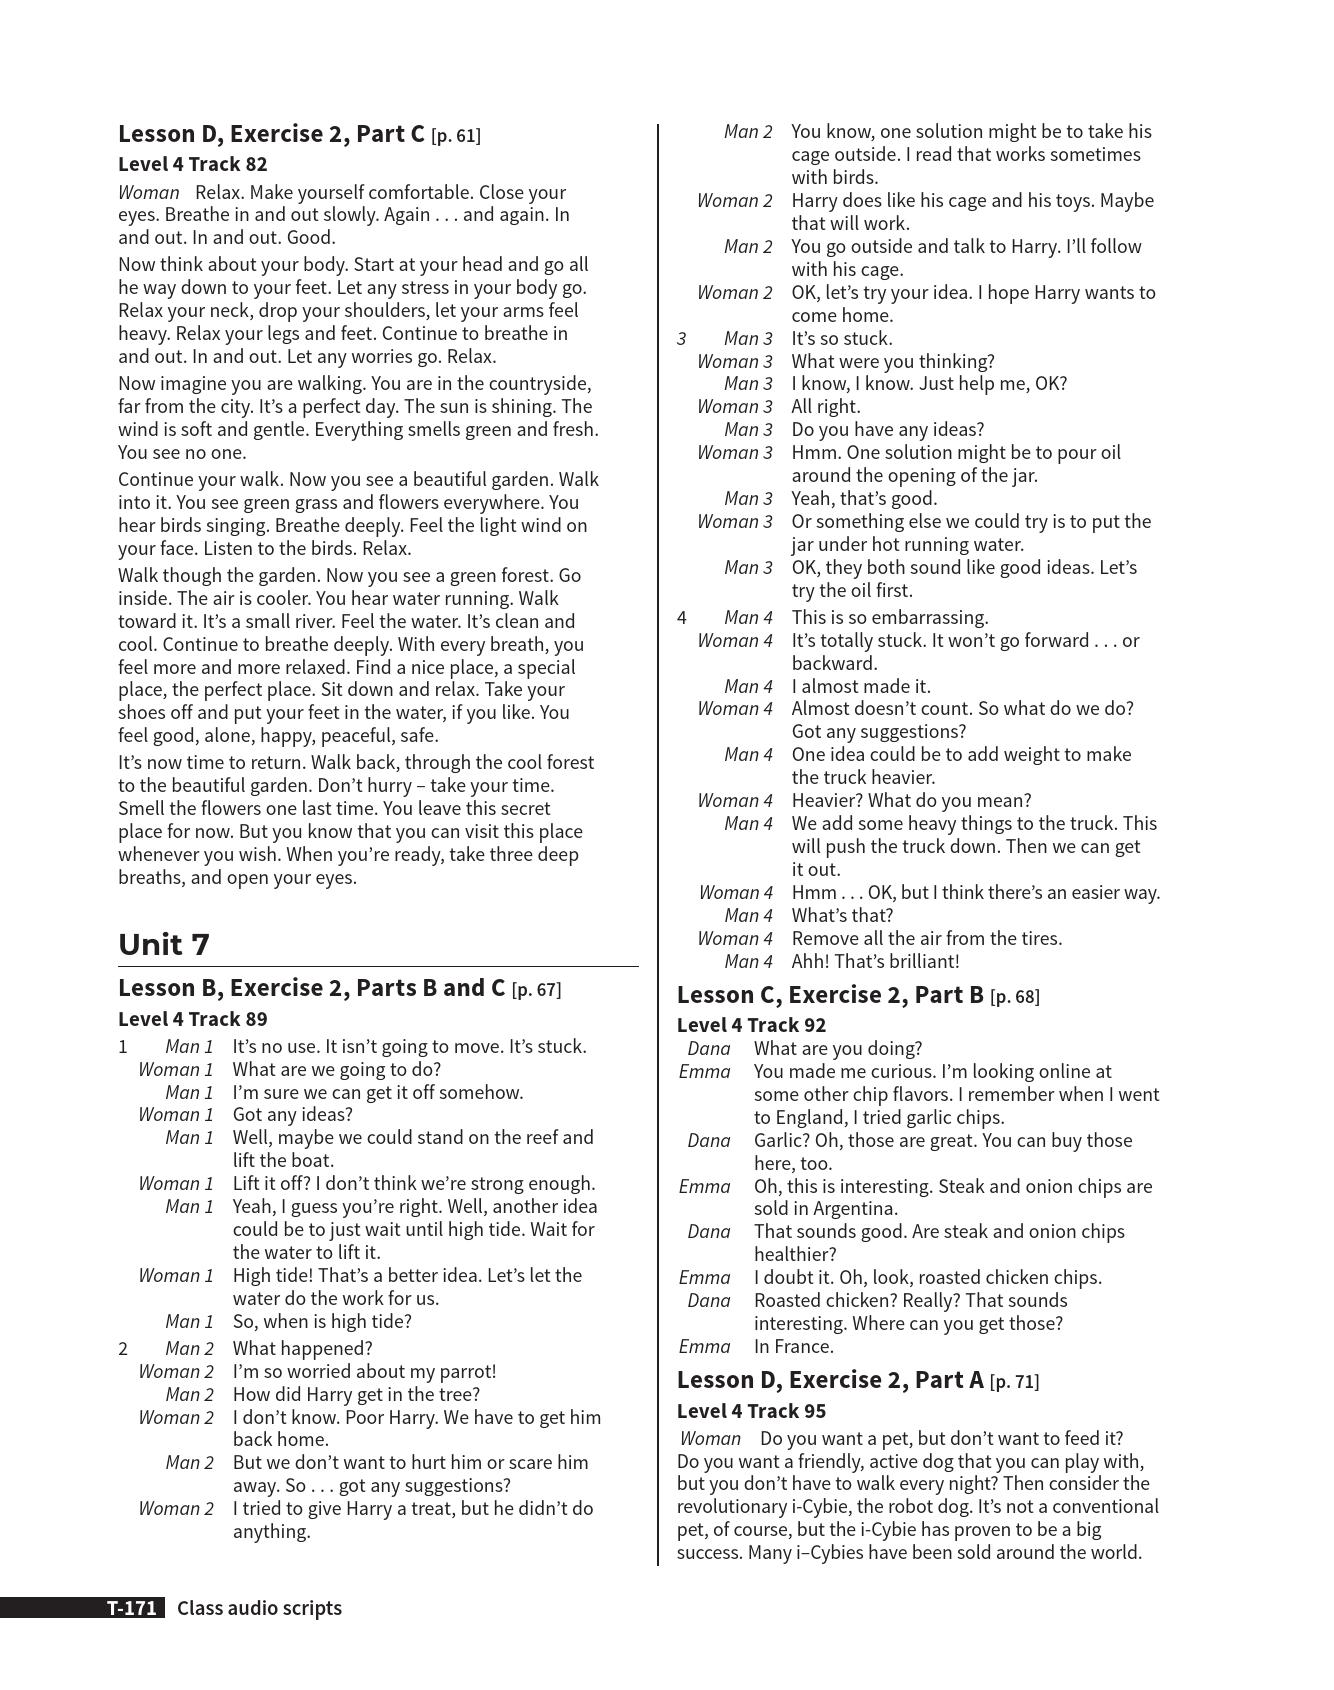 Lesson D, Exercise 2, Part C [p. 61]
Level 4 Track 82
Woman Relax. Make yourself comfortable. Close your
eyes. Breathe in and out slowly. Again . . . and again. In
and out. In and out. Good.
Now think about your body. Start at your head and go all
he way down to your feet. Let any stress in your body go.
Relax your neck, drop your shoulders, let your arms feel
heavy. Relax your legs and feet. Continue to breathe in
and out. In and out. Let any worries go. Relax.
Now imagine you are walking. You are in the countryside,
far from the city. It's a perfect day. The sun is shining. The
wind is soft and gentle. Everything smells green and fresh.
You see no one.
Continue your walk. Now you see a beautiful garden. Walk
into it. You see green grass and flowers everywhere. You
hear birds singing. Breathe deeply. Feel the light wind on
your face. Listen to the birds. Relax.
Walk though the garden. Now you see a green forest. Go
inside. The air is cooler. You hear water running. Walk
toward it. It's a small river. Feel the water. It's clean and
cool. Continue to breathe deeply. With every breath, you
feel more and more relaxed. Find a nice place, a special
place, the perfect place. Sit down and relax. Take your
shoes off and put your feet in the water, if you like. You
feel good, alone, happy, peaceful, safe.
It's now time to return. Walk back, through the cool forest
to the beautiful garden. Don't hurry – take your time.
Smell the flowers one last time. You leave this secret
place for now. But you know that you can visit this place
whenever you wish. When you're ready, take three deep
breaths, and open your eyes.
Unit 7
Lesson B, Exercise 2, Parts B and C [p. 67]
Level 4 Track 89
1 Man 1 It's no use. It isn't going to move. It's stuck.
Woman 1 What are we going to do?
Man 1 I'm sure we can get it off somehow.
Woman 1 Got any ideas?
Man 1 Well, maybe we could stand on the reef and
lift the boat.
Woman 1 Lift it off? I don't think we're strong enough.
Man 1 Yeah, I guess you're right. Well, another idea
could be to just wait until high tide. Wait for
the water to lift it.
Woman 1 High tide! That's a better idea. Let's let the
water do the work for us.
Man 1 So, when is high tide?
2 Man 2 What happened?
Woman 2 I'm so worried about my parrot!
Man 2 How did Harry get in the tree?
Woman 2 I don't know. Poor Harry. We have to get him
back home.
Man 2 But we don't want to hurt him or scare him
away. So . . . got any suggestions?
Woman 2 I tried to give Harry a treat, but he didn't do
anything.
Man 2 You know, one solution might be to take his
cage outside. I read that works sometimes
with birds.
Woman 2 Harry does like his cage and his toys. Maybe
that will work.
Man 2 You go outside and talk to Harry. I'll follow
with his cage.
Woman 2 OK, let's try your idea. I hope Harry wants to
come home.
3 Man 3 It's so stuck.
Woman 3 What were you thinking?
Man 3 I know, I know. Just help me, OK?
Woman 3 All right.
Man 3 Do you have any ideas?
Woman 3 Hmm. One solution might be to pour oil
around the opening of the jar.
Man 3 Yeah, that's good.
Woman 3 Or something else we could try is to put the
jar under hot running water.
Man 3 OK, they both sound like good ideas. Let's
try the oil first.
4 Man 4 This is so embarrassing.
Woman 4 It's totally stuck. It won't go forward . . . or
backward.
Man 4 I almost made it.
Woman 4 Almost doesn't count. So what do we do?
Got any suggestions?
Man 4 One idea could be to add weight to make
the truck heavier.
Woman 4 Heavier? What do you mean?
Man 4 We add some heavy things to the truck. This
will push the truck down. Then we can get
it out.
Woman 4 Hmm . . . OK, but I think there's an easier way.
Man 4 What's that?
Woman 4 Remove all the air from the tires.
Man 4 Ahh! That's brilliant!
Lesson C, Exercise 2, Part B [p. 68]
Level 4 Track 92
Dana What are you doing?
Emma You made me curious. I'm looking online at
some other chip flavors. I remember when I went
to England, I tried garlic chips.
Dana Garlic? Oh, those are great. You can buy those
here, too.
Emma Oh, this is interesting. Steak and onion chips are
sold in Argentina.
Dana That sounds good. Are steak and onion chips
healthier?
Emma I doubt it. Oh, look, roasted chicken chips.
Dana Roasted chicken? Really? That sounds
interesting. Where can you get those?
Emma In France.
Lesson D, Exercise 2, Part A [p. 71]
Level 4 Track 95
Woman Do you want a pet, but don't want to feed it?
Do you want a friendly, active dog that you can play with,
but you don't have to walk every night? Then consider the
revolutionary i-Cybie, the robot dog. It's not a conventional
pet, of course, but the i-Cybie has proven to be a big
success. Many i–Cybies have been sold around the world.
T-171 Class audio scripts